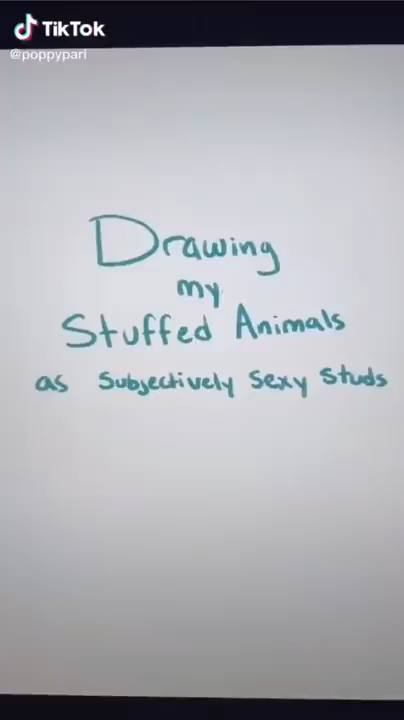 TikTok
@poppypari
Drawing
my
Stuffed Animals
as Subjectively Sexy Studs